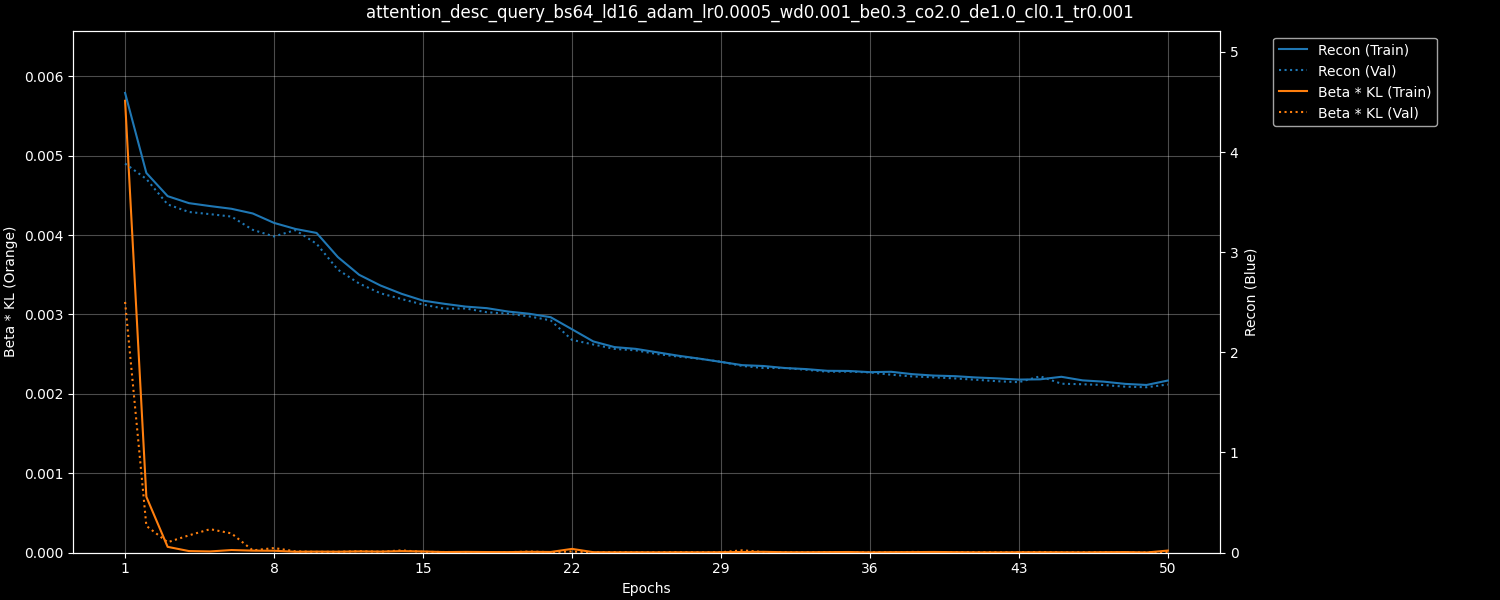 attention_desc_query_bs64_ld16_adam_lr0.0005_wd0.001_be0.3_co2.0_de1.0_cl0.1_tr0.001
Beta * KL (Orange)
0.006
0.005
0.004
0.003
0.002
0.001
0.000
1
8
15
22
29
36
43
50
Epochs
5
4
3
2
1
0
Recon (Blue)
Recon (Train)
Recon (Val)
Beta * KL (Train)
Beta * KL (Val)